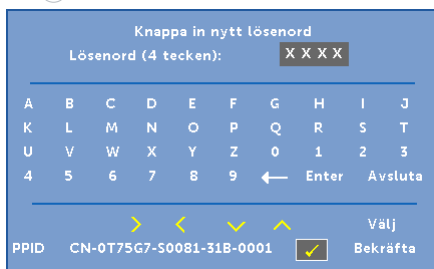 Knappa in nytt lösenord
Lösenord (4 tecken): X X X X
A B C D E F G H I J
K L M N O P Q R S T
U V W X Y Z 0 1 2 3
4 5 6 7 8 9 ← Enter Avsluta
Välj
PPID CN-0T75G7-S0081-31B-0001 ✓ Bekräfta